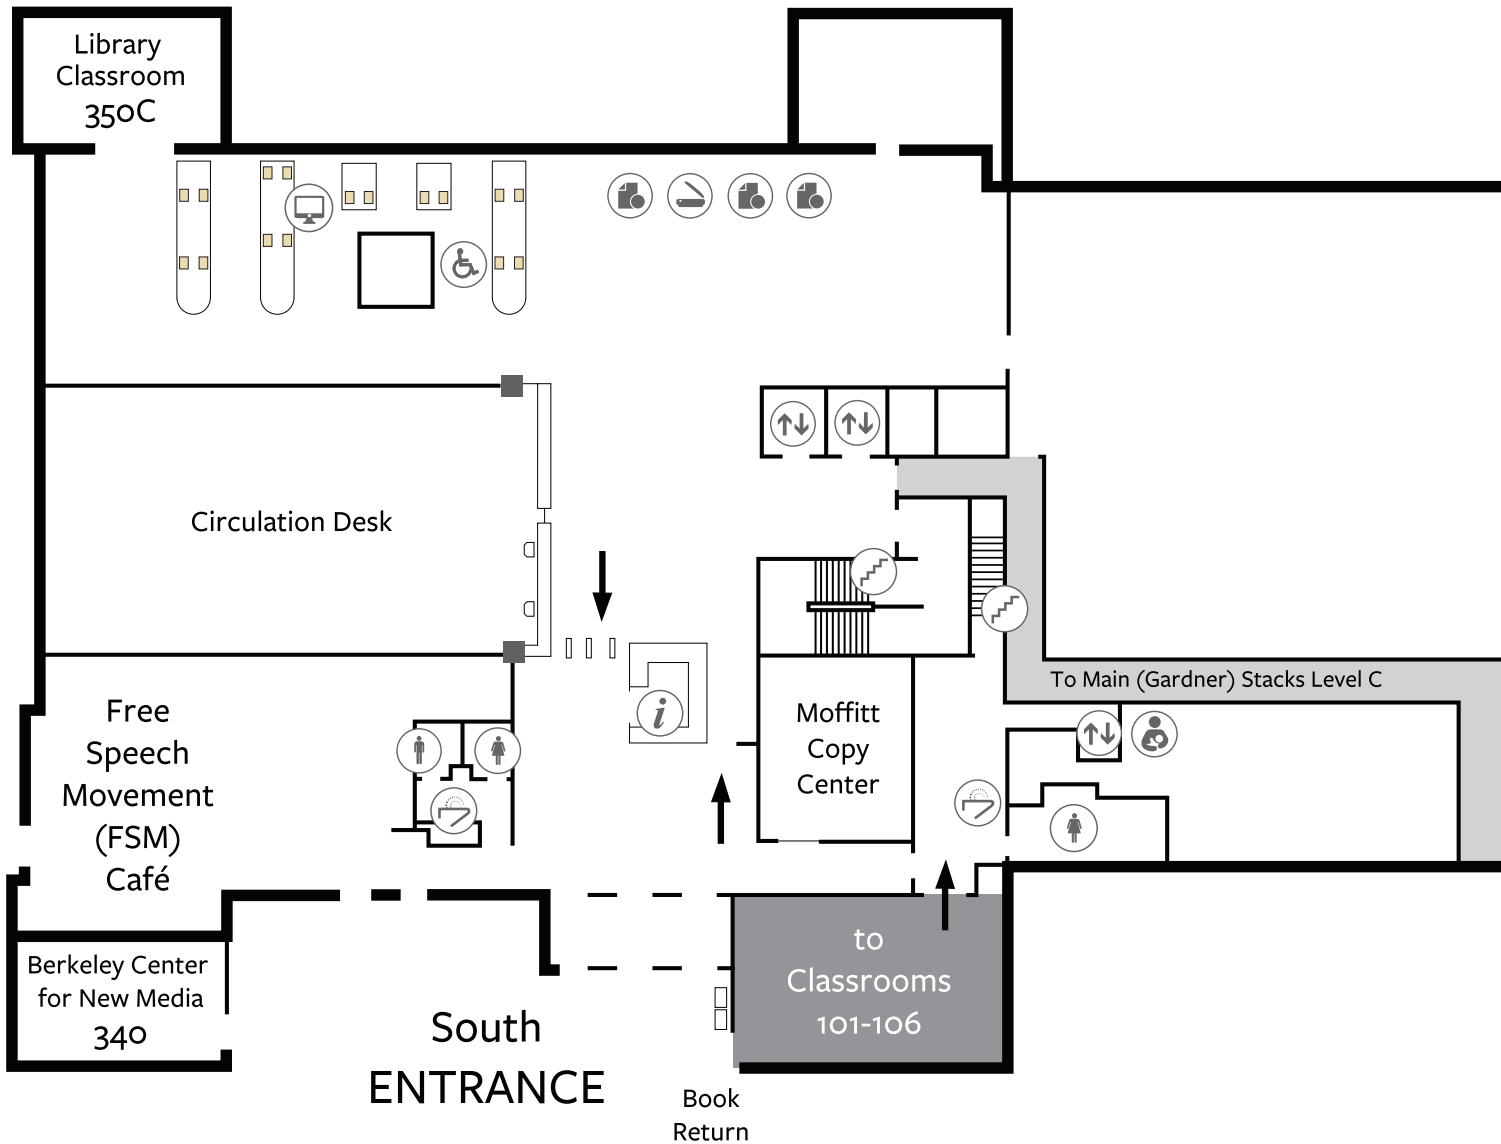 Library
Classroom
350C
Circulation Desk
To Main (Gardner) Stacks Level C
Free
Speech
Movement
(FSM)
Café
i
Moffitt
Copy
Center
Berkeley Center
for New Media
340
to
Classrooms
101-106
South
ENTRANCE
Book
Return